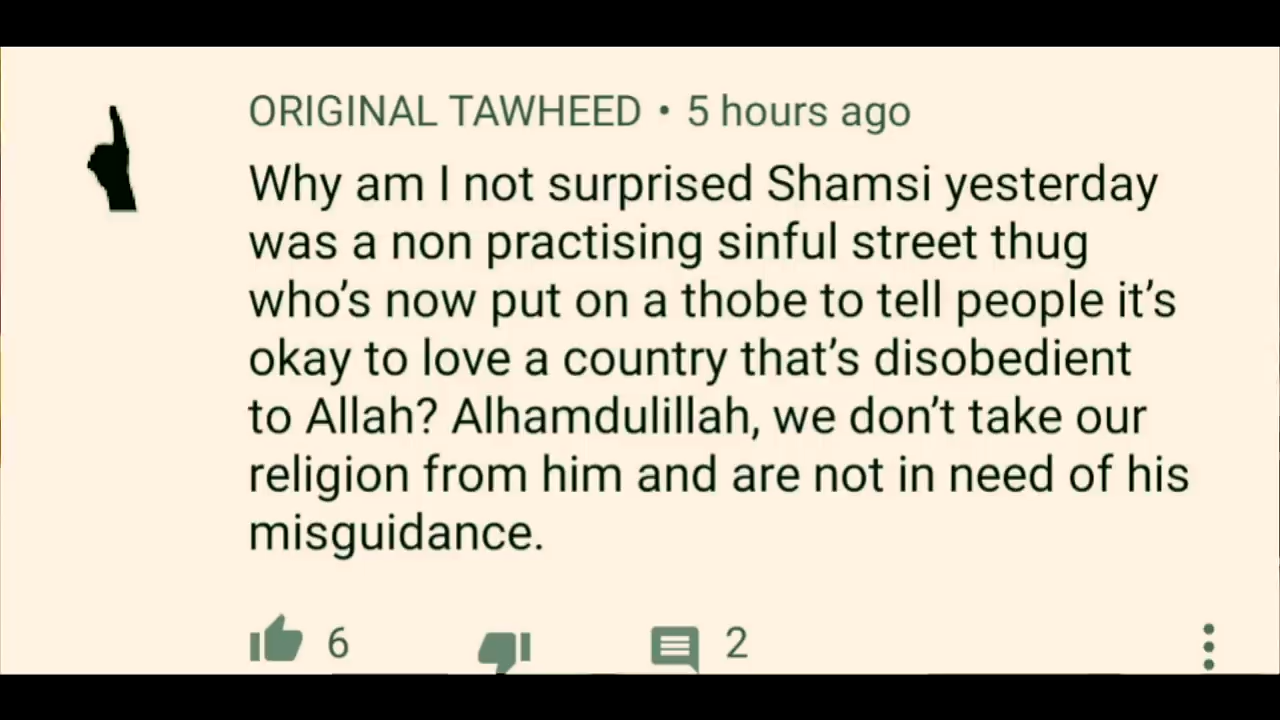 ORIGINAL TAWHEED • 5 hours ago
Why am I not surprised Shamsi yesterday
was a non practising sinful street thug
who's now put on a thobe to tell people it's
okay to love a country that's disobedient
to Allah? Alhamdulillah, we don't take our
religion from him and are not in need of his
misguidance.
6 2